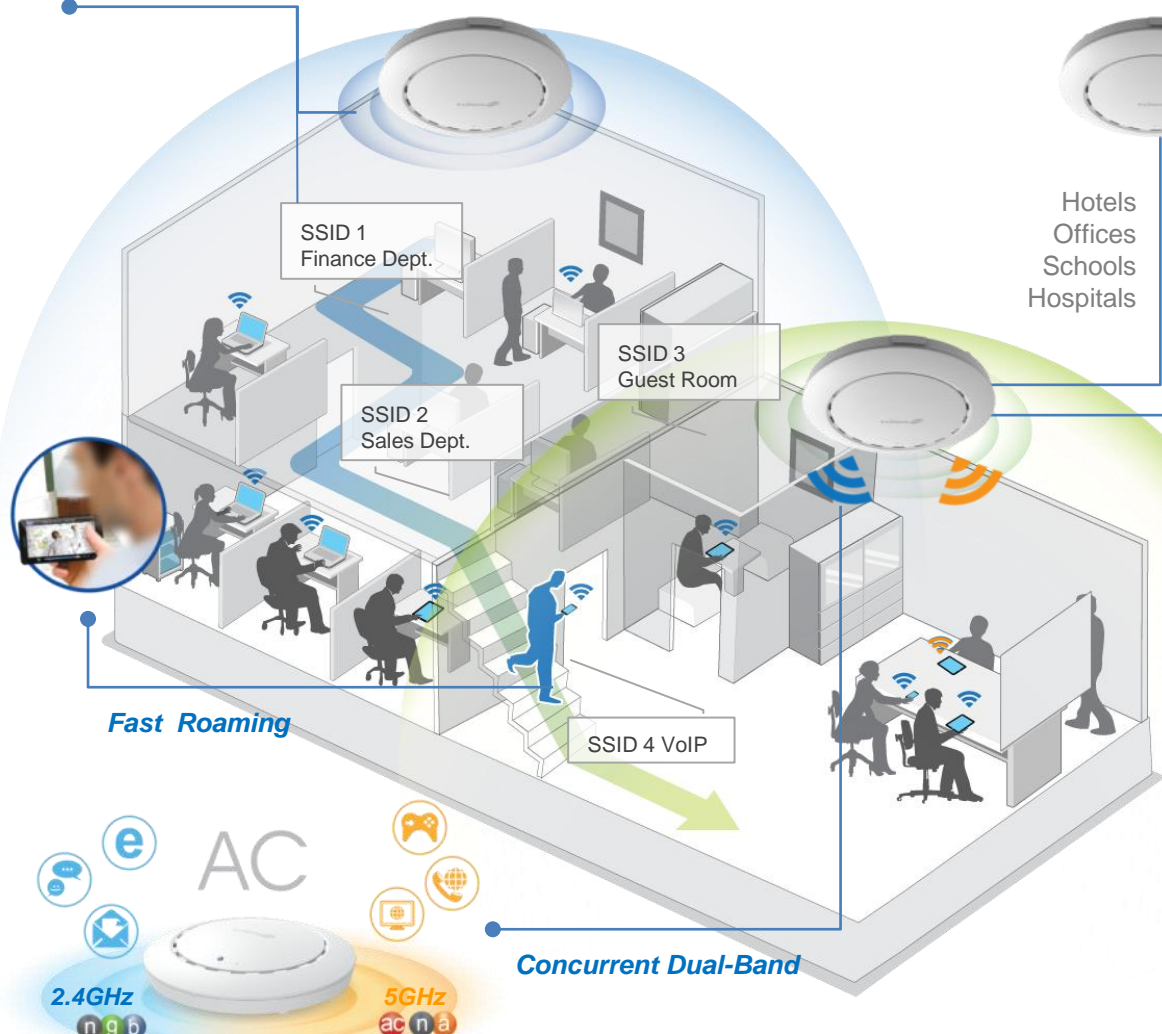 SSID 1
Finance Dept.
Hotels
Offices
Schools
Hospitals
SSID 3
Guest Room
SSID 2
Sales Dept.
Fast Roaming
SSID 4 VoIP
AC
e
Concurrent Dual-Band
2.4GHz
5GHz
n g b
ac n a